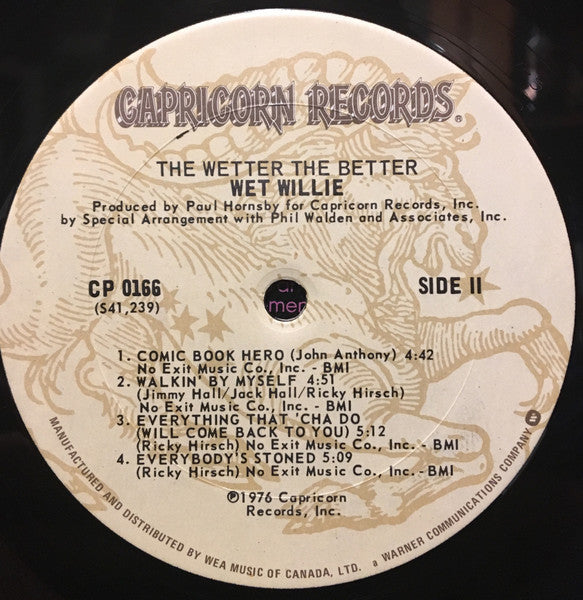 CAPRICORN RECORDS®
THE WETTER THE BETTER
WET WILLIE
Produced by Paul Hornsby for Capricorn Records, Inc.
by Special Arrangement with Phil Walden and Associates, Inc.
CP 0166
(S41,239)
SIDE II
men
1. COMIC BOOK HERO (John Anthony) 4:42
No Exit Music Co., Inc. - BMI
2. WALKIN' BY MYSELF 4:51
(Jimmy Hall/Jack Hall/Ricky Hirsch)
No Exit Music Co., Inc. - BMI
3. EVERYTHING THAT 'CHA DO
(WILL COME BACK TO YOU) 5:12
(Ricky Hirsch) No Exit Music Co., Inc. - BMI
4. EVERYBODY'S STONED 5:09
(Ricky Hirsch) No Exit Music Co., Inc. - BMI
℗1976 Capricorn
Records, Inc.
MANUFACTURED AND DISTRIBUTED BY WEA MUSIC OF CANADA, LTD. a WARNER COMMUNICATIONS COMPANY